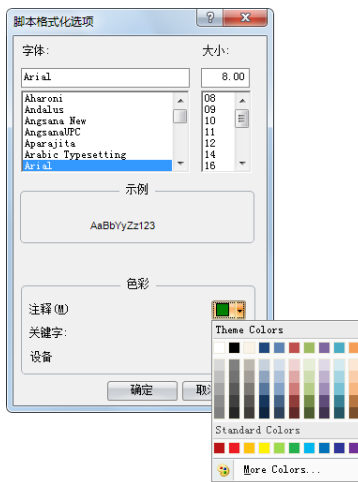 脚本格式化选项
字体:
大小:
Arial
8.00
Aharoni
Andalus
Angsana New
AngsanaUPC
Aparajita
Arabic Typesetting
Arial
08
09
10
11
12
14
16
示例
AaBbYyZz123
色彩
注释(M)
关键字:
设备
确定
取
Theme Colors
Standard Colors
More Colors...